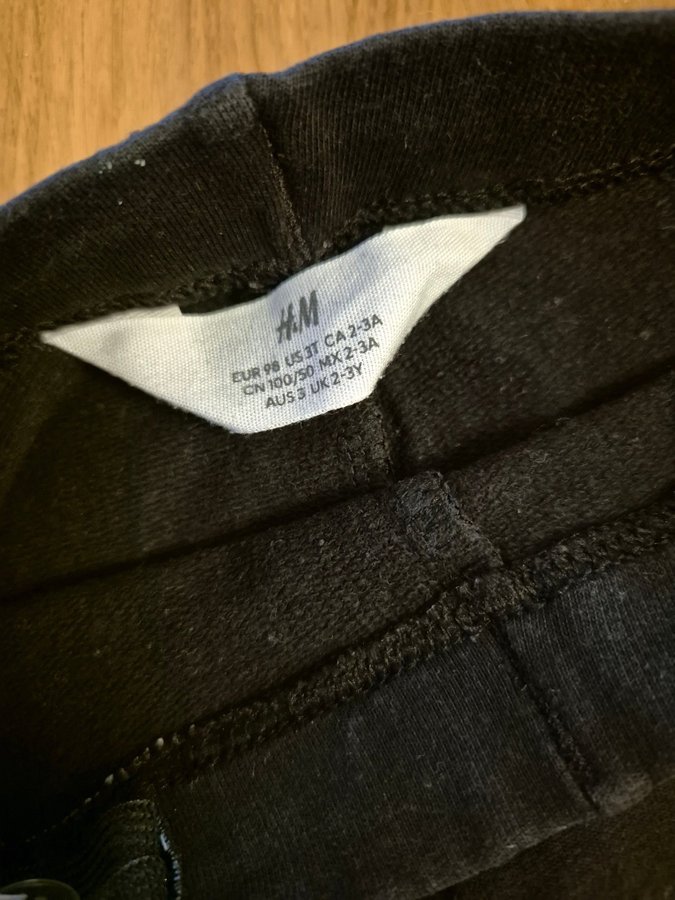 H&M
EUR 98 US 3T CA 2-3A
CN 100/50 MX 2-3A
AUS 3 UK 2-3Y